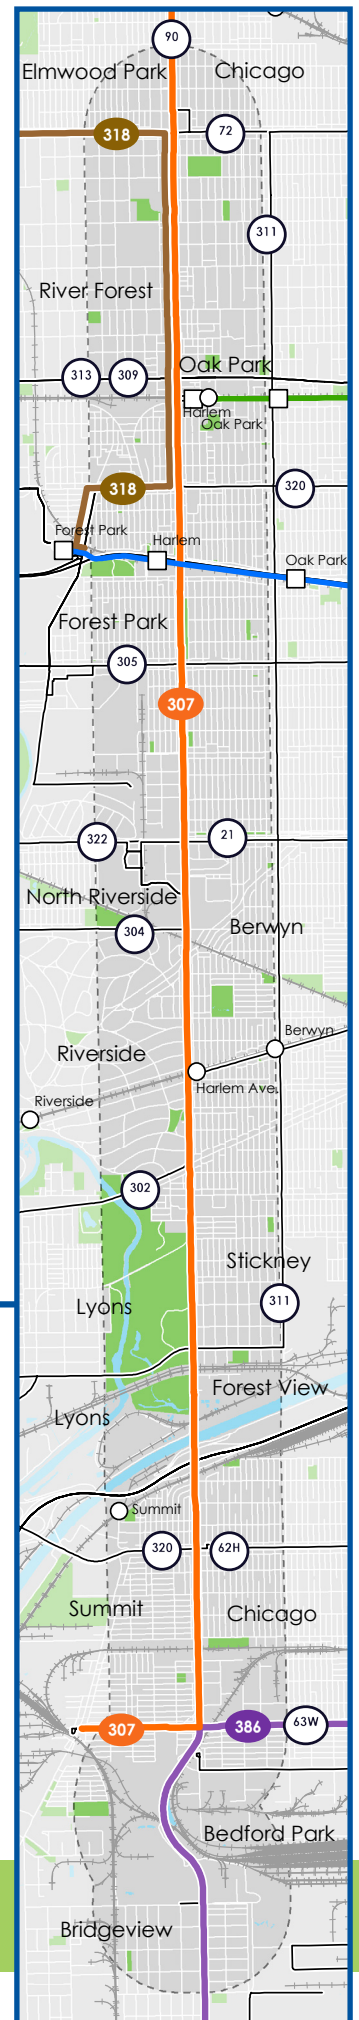 90
Elmwood Park
Chicago
318
72
311
River Forest
Oak Park
313
309
Harlem
Oak Park
318
320
Forest Park
Harlem
Oak Park
Forest Park
305
307
322
21
North Riverside
304
Berwyn
Berwyn
Riverside
Harlem Ave.
Riverside
302
Stickney
311
Lyons
Forest View
Lyons
Summit
320
62H
Summit
Chicago
307
386
63W
Bedford Park
Bridgeview